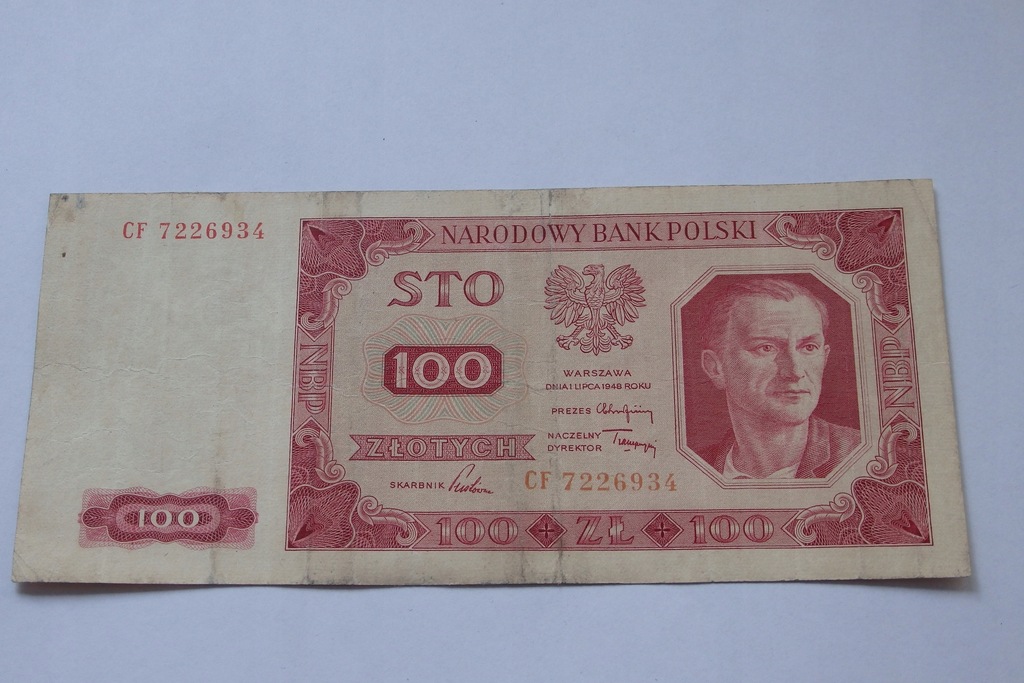 CF 7226934
NARODOWY BANK POLSKI
STO
100
ZŁOTYCH
WARSZAWA
DNIA 1 LIPCA 1948 ROKU
PREZES
NACZELNY
DYREKTOR
SKARBNIK
CF 7226934
NBP
NBP
100
100 ZŁ 100